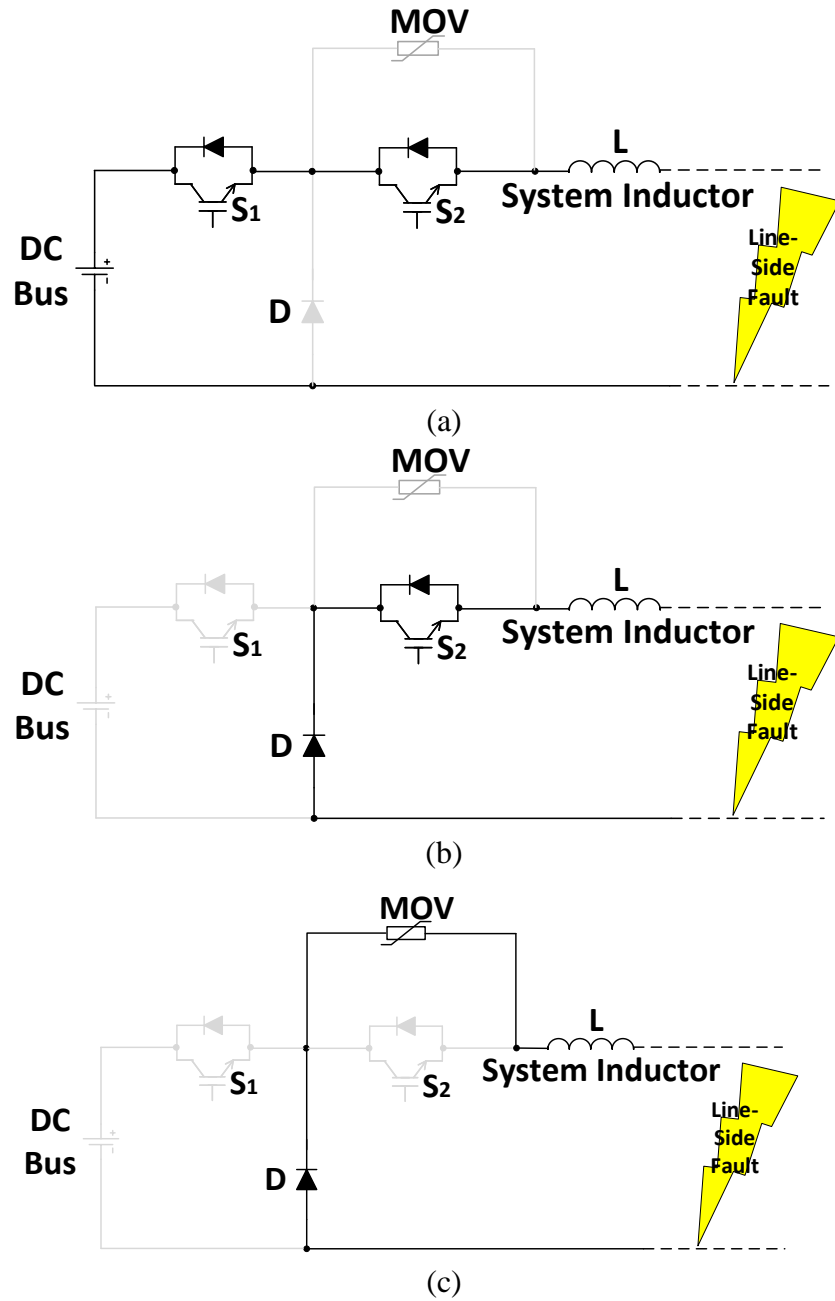 MOV
L
S1
S2
System Inductor
DC
Bus
+
-
D
Line-
Side
Fault
(a)
MOV
L
S1
S2
System Inductor
DC
Bus
+
-
D
Line-
Side
Fault
(b)
MOV
L
S1
S2
System Inductor
DC
Bus
+
-
D
Line-
Side
Fault
(c)